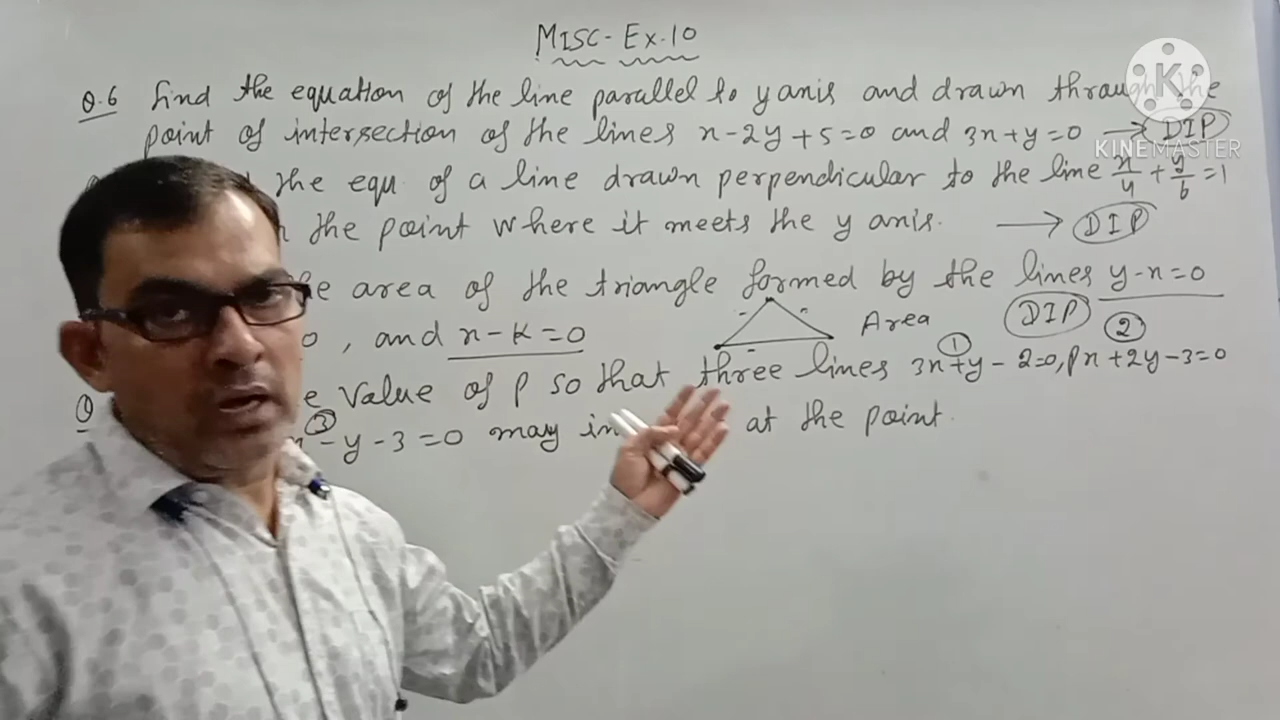 MISC- Ex.10
Q.6 find the equation of the line parallel to y anis and drawn through the
point of intersection of the lines x-2y+5=0 and 3x+y=0 → DIP
the equ of a line drawn perpendicular to the line x/4 + y/6 = 1
the point where it meets the y anis. → DIP
area of the triangle formed by the lines y-x=0
, and x-k=0 Area DIP
Q value of P so that three lines 3x+y-2=0, Px+2y-3=0
-y-3=0 may in at the point.
① ② ③
K
KINEMASTER